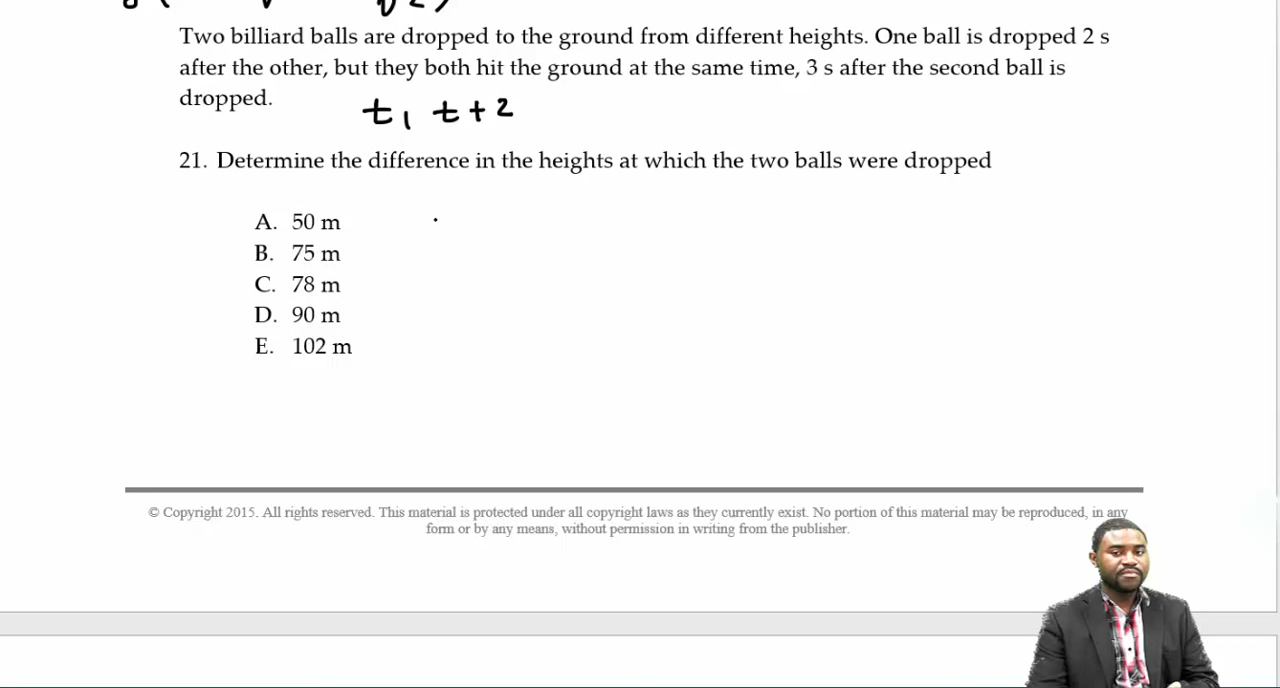 Two billiard balls are dropped to the ground from different heights. One ball is dropped 2 s
after the other, but they both hit the ground at the same time, 3 s after the second ball is
dropped.
t, t + 2
21. Determine the difference in the heights at which the two balls were dropped
A. 50 m
B. 75 m
C. 78 m
D. 90 m
E. 102 m
© Copyright 2015. All rights reserved. This material is protected under all copyright laws as they currently exist. No portion of this material may be reproduced, in any
form or by any means, without permission in writing from the publisher.